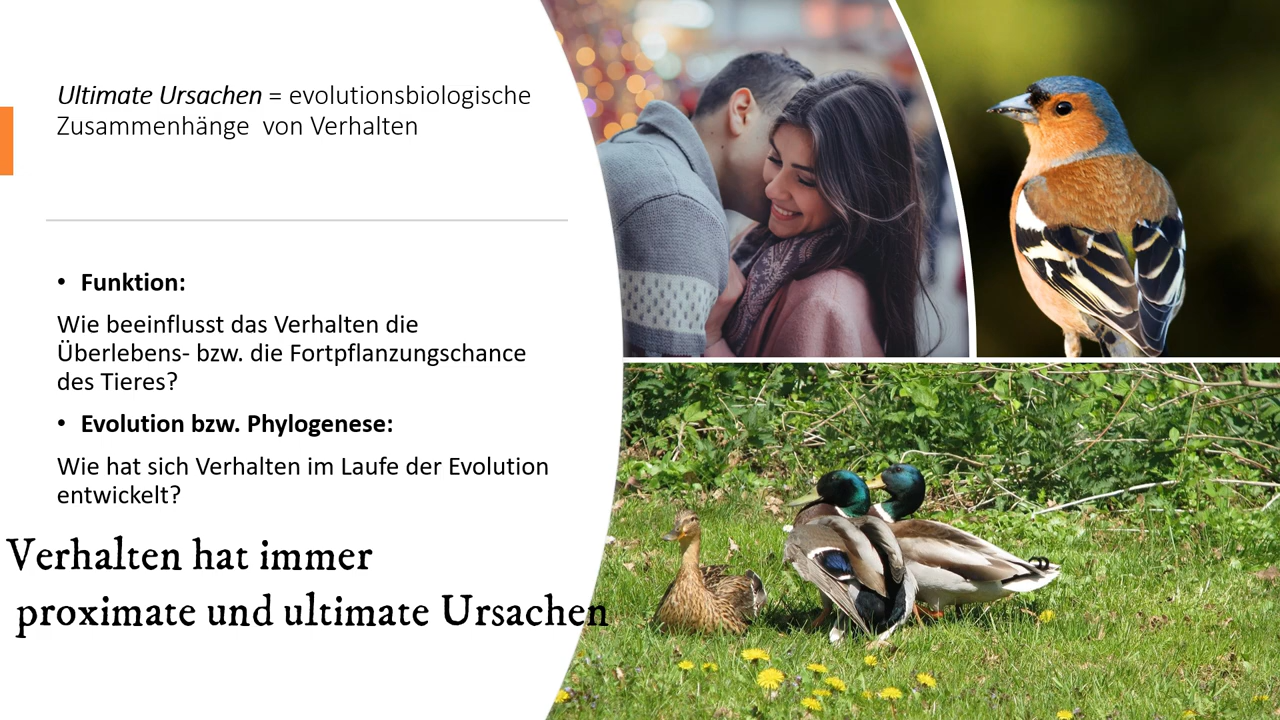 Ultimate Ursachen = evolutionsbiologische
Zusammenhänge von Verhalten
• Funktion:
Wie beeinflusst das Verhalten die
Überlebens- bzw. die Fortpflanzungschance
des Tieres?
• Evolution bzw. Phylogenese:
Wie hat sich Verhalten im Laufe der Evolution
entwickelt?
Verhalten hat immer
proximate und ultimate Ursachen